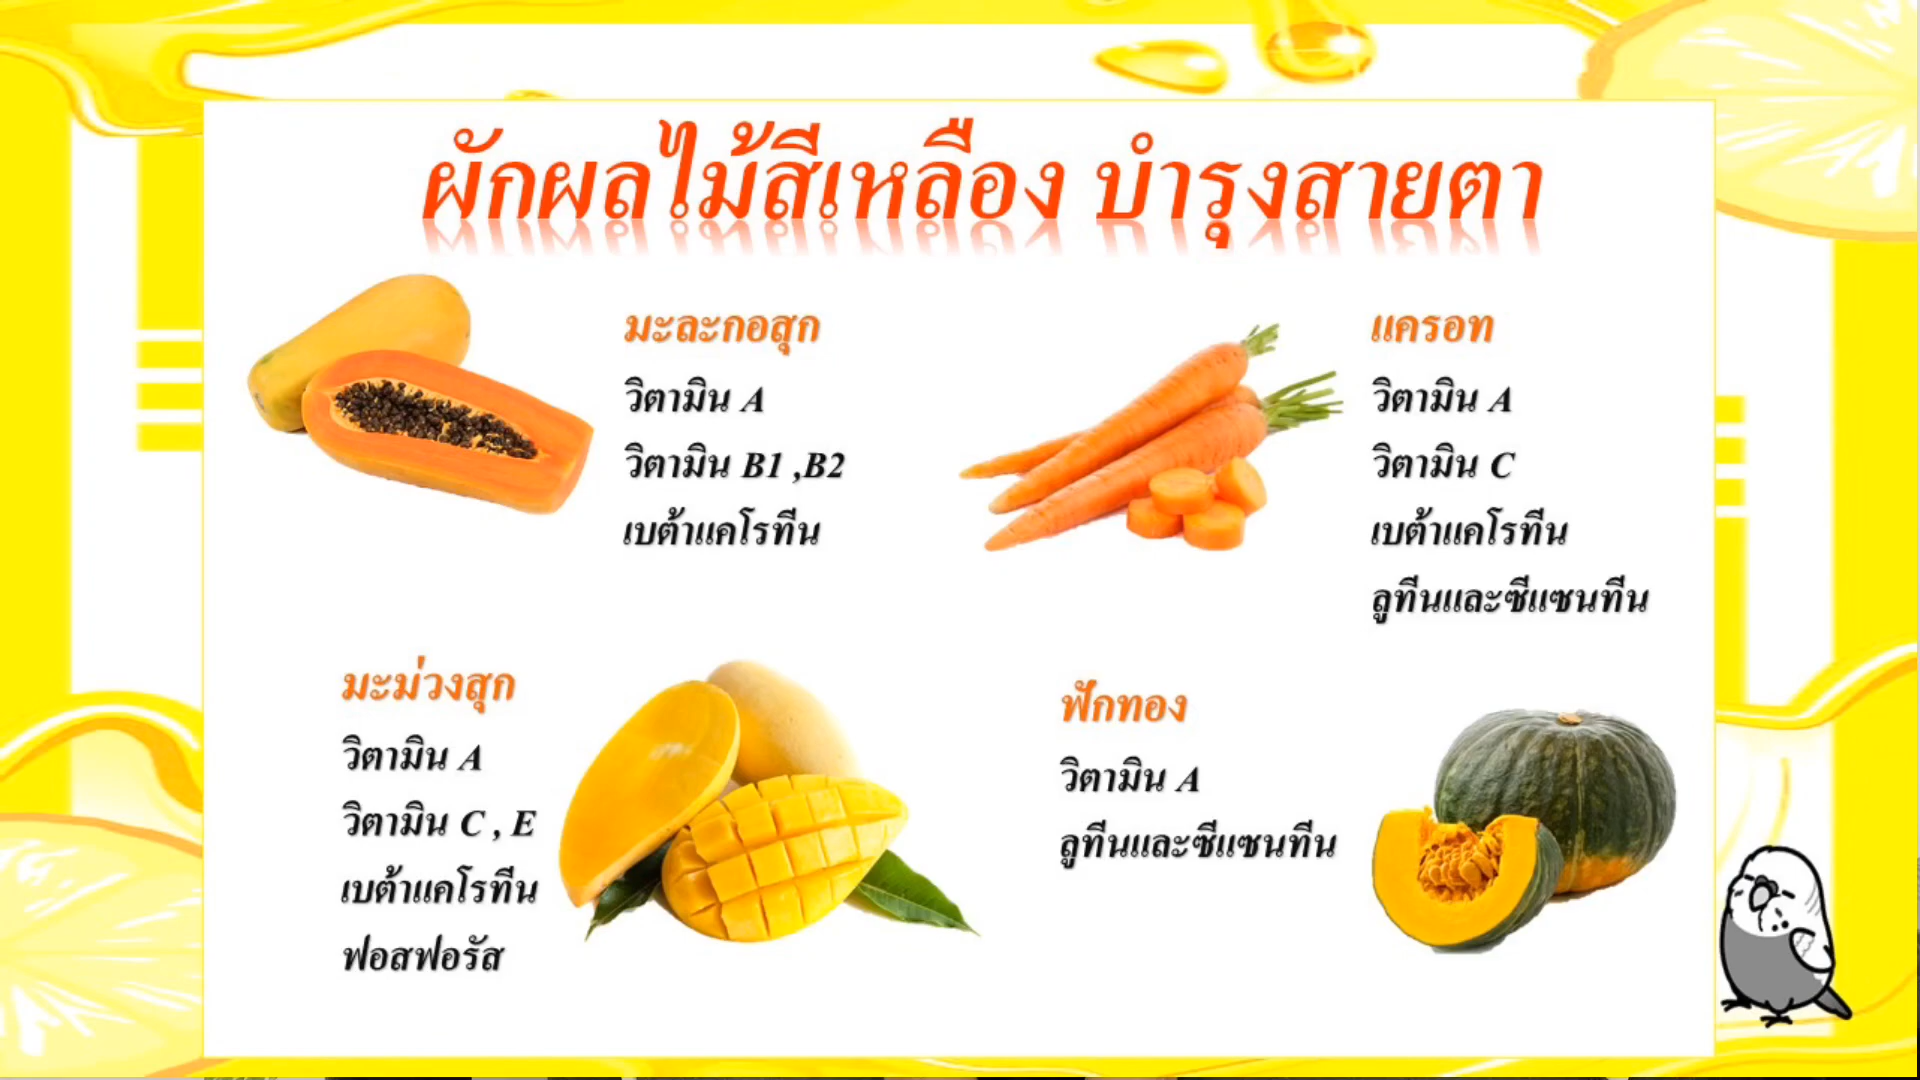 ผักผลไม้สีเหลือง บำรุงสายตา
มะละกอสุก
วิตามิน A
วิตามิน B1 ,B2
เบต้าแคโรทีน
แครอท
วิตามิน A
วิตามิน C
เบต้าแคโรทีน
ลูทีนและซีแซนทีน
มะม่วงสุก
วิตามิน A
วิตามิน C , E
เบต้าแคโรทีน
ฟอสฟอรัส
ฟักทอง
วิตามิน A
ลูทีนและซีแซนทีน